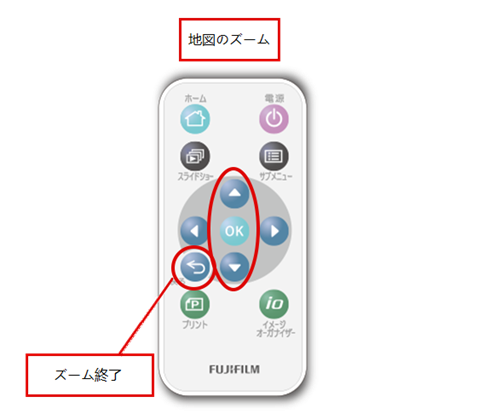 地図のズーム
ホーム
電源
スライドショー
サブメニュー
OK
P
プリント
io
イメージ
オーガナイザー
FUJIFILM
ズーム終了